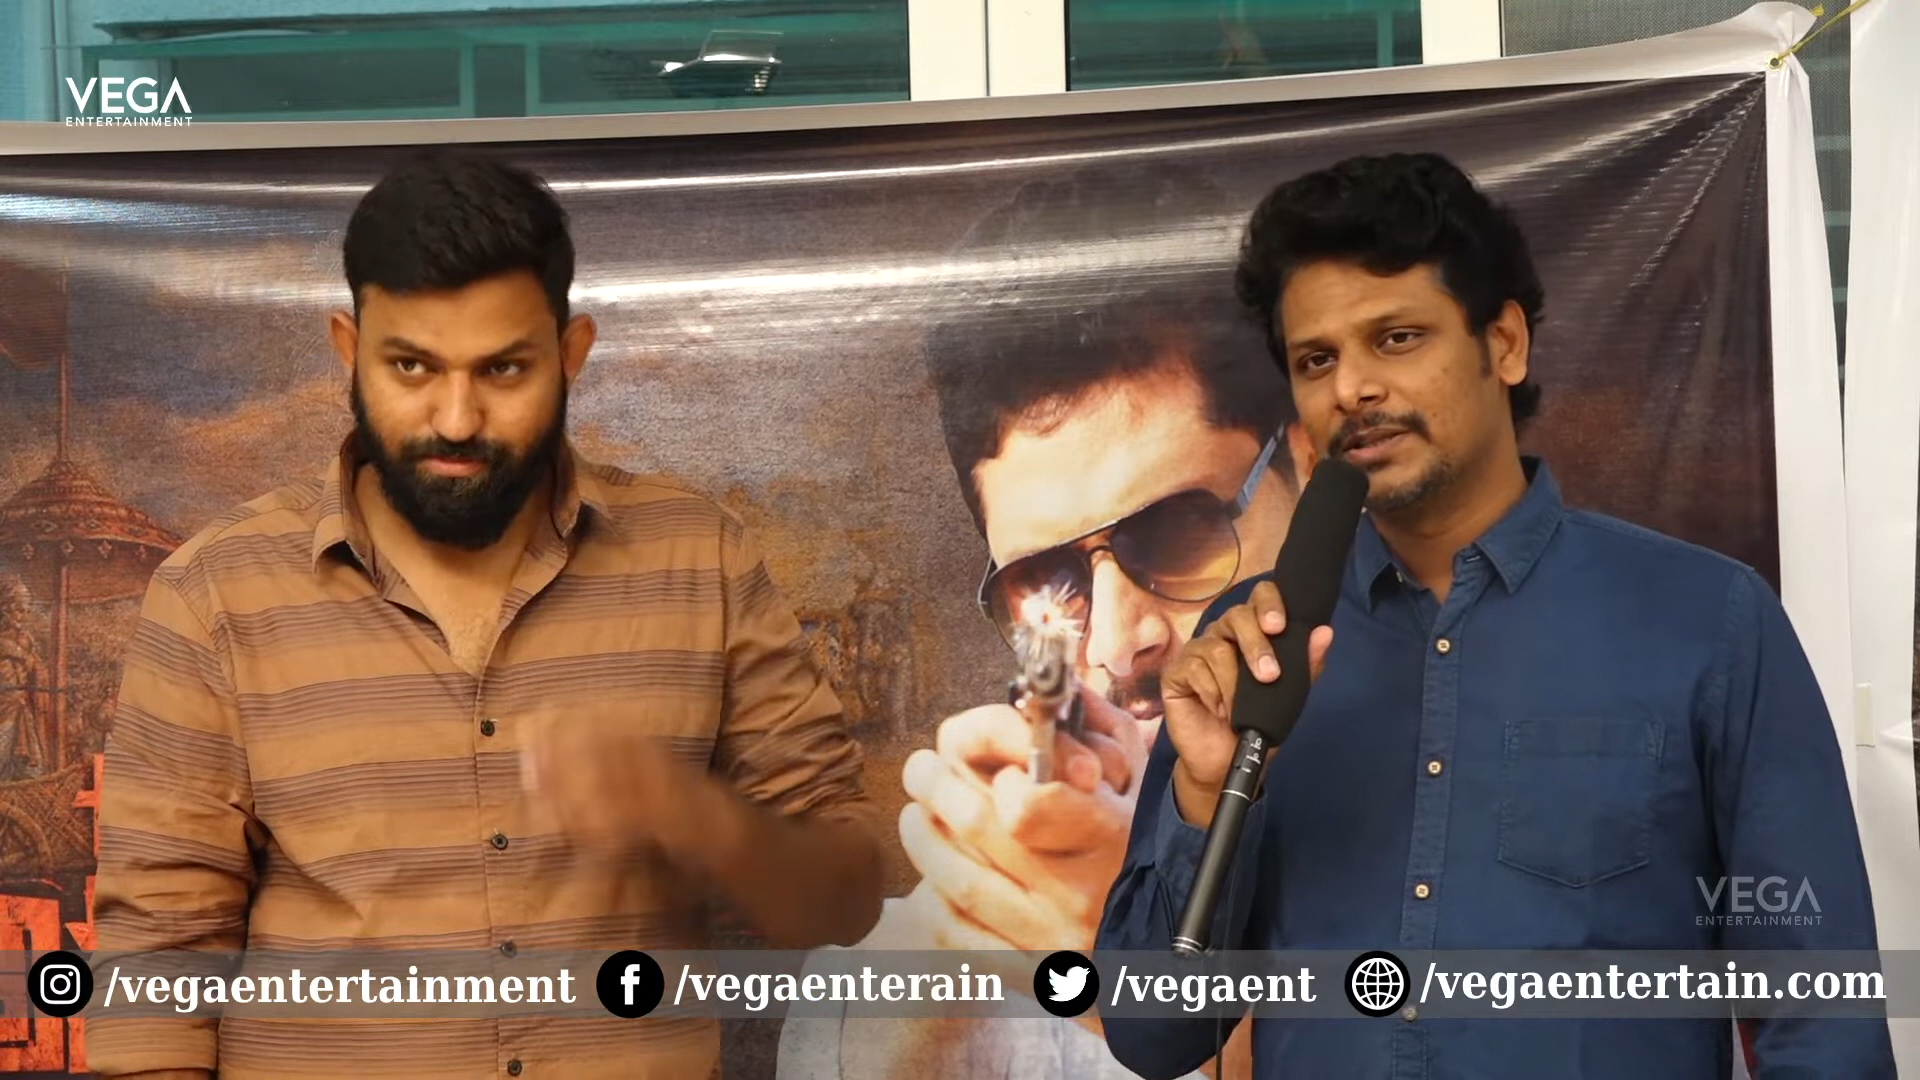 VEGA
ENTERTAINMENT
VEGA
ENTERTAINMENT
/vegaentertainment /vegaenterain /vegaent /vegaentertain.com